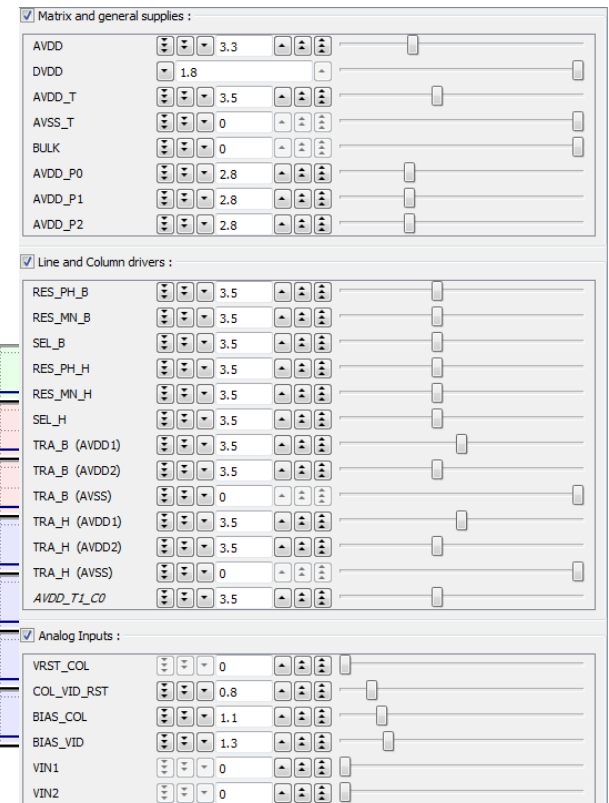 Matrix and general supplies :
AVDD 3.3
DVDD 1.8
AVDD_T 3.5
AVSS_T 0
BULK 0
AVDD_P0 2.8
AVDD_P1 2.8
AVDD_P2 2.8
Line and Column drivers :
RES_PH_B 3.5
RES_MN_B 3.5
SEL_B 3.5
RES_PH_H 3.5
RES_MN_H 3.5
SEL_H 3.5
TRA_B (AVDD1) 3.5
TRA_B (AVDD2) 3.5
TRA_B (AVSS) 0
TRA_H (AVDD1) 3.5
TRA_H (AVDD2) 3.5
TRA_H (AVSS) 0
AVDD_T1_C0 3.5
Analog Inputs :
VRST_COL 0
COL_VID_RST 0.8
BIAS_COL 1.1
BIAS_VID 1.3
VIN1 0
VIN2 0